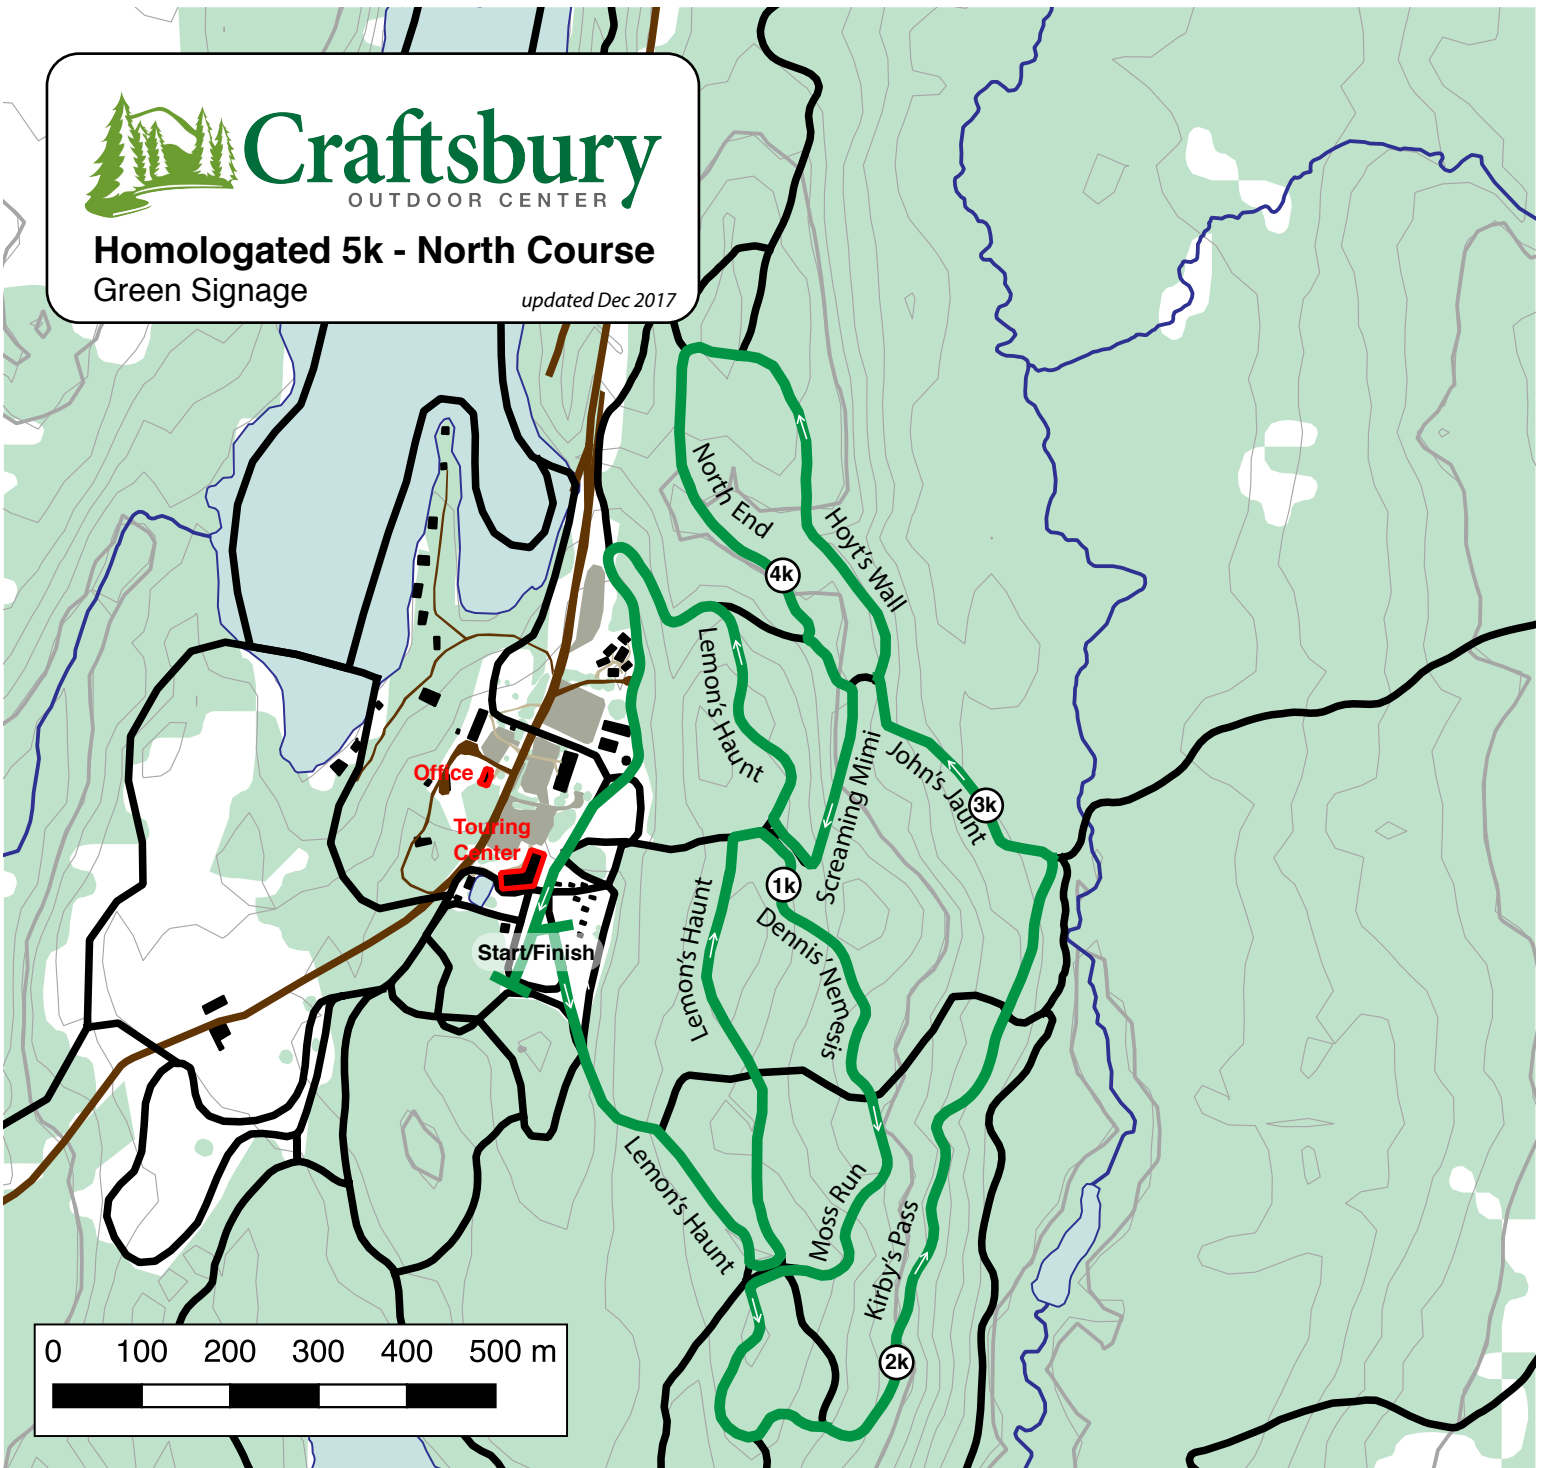 Craftsbury
OUTDOOR CENTER
Homologated 5k - North Course
Green Signage
updated Dec 2017
North End
Hoyt's Wall
4k
Lemon's Haunt
Screaming Mimi
John's Jaunt
3k
Office
Touring
Center
1k
Lemon's Haunt
Dennis' Nemesis
Start/Finish
Lemon's Haunt
Moss Run
Kirby's Pass
2k
0 100 200 300 400 500 m